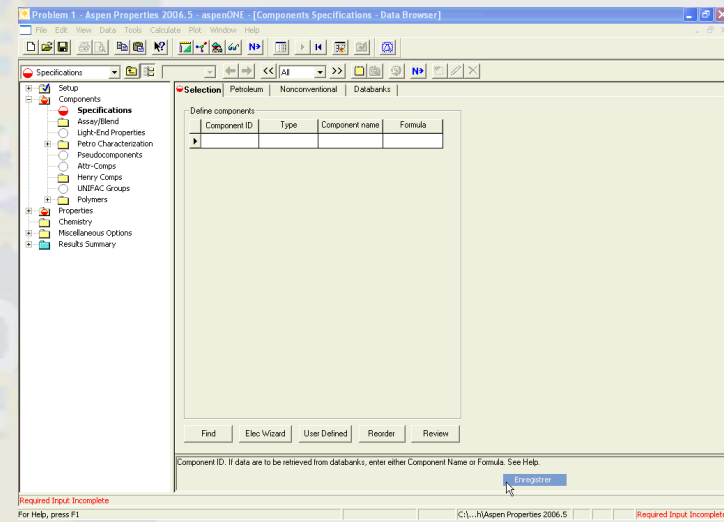 Problem 1 - Aspen Properties 2006.5 - aspenONE - [Components Specifications - Data Browser]
File Edit View Data Tools Calculate Plot Window Help
N>
Specifications
<< All >> N>
Setup
Components
Specifications
Assay/Blend
Light-End Properties
Petro Characterization
Pseudocomponents
Attr-Comps
Henry Comps
UNIFAC Groups
Polymers
Properties
Chemistry
Miscellaneous Options
Results Summary
Selection Petroleum Nonconventional Databanks
Define components
Component ID Type Component name Formula
Find Elec Wizard User Defined Reorder Review
Component ID. If data are to be retrieved from databanks, enter either Component Name or Formula. See Help.
Enregistrer
Required Input Incomplete
For Help, press F1 C:\...h\Aspen Properties 2006.5 Required Input Incomplete